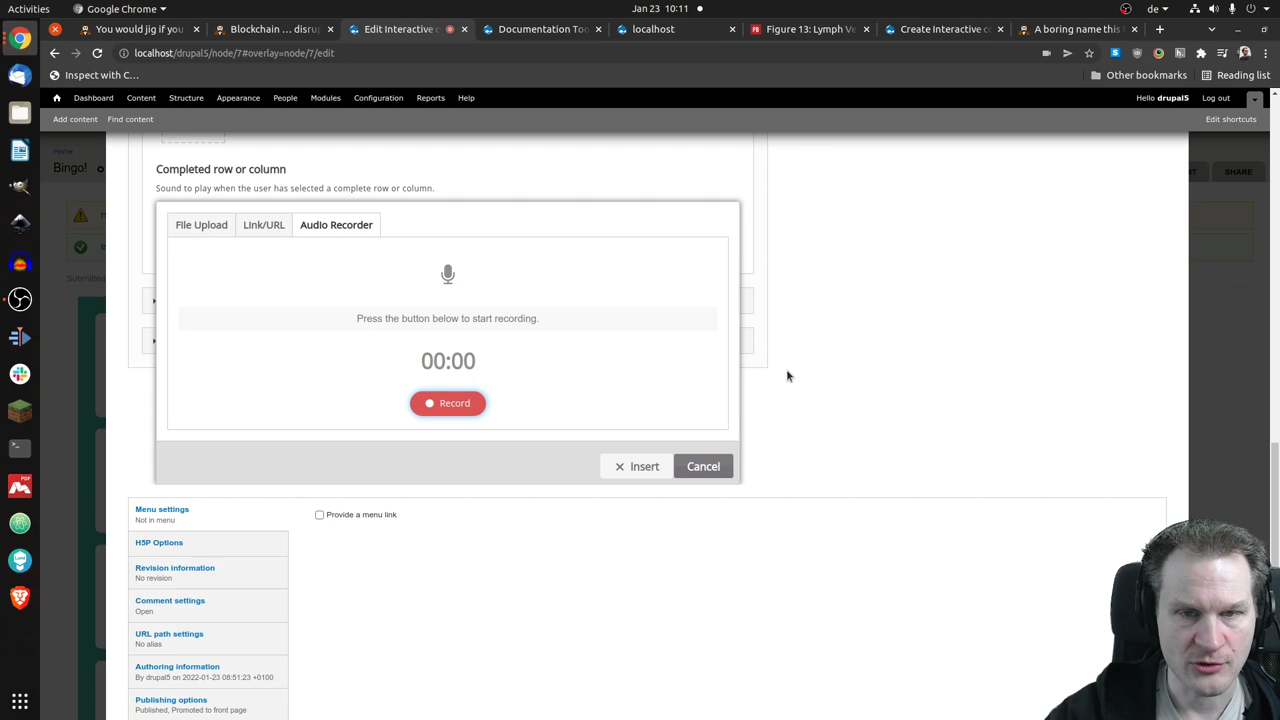 Activities
Google Chrome
Jan 23 10:11
de
You would jig if you
Blockchain … disrup
Edit Interactive c
Documentation Too
localhost
Figure 13: Lymph Ve
Create Interactive co
A boring name this
localhost/drupal5/node/7#overlay=node/7/edit
Inspect with C...
Other bookmarks
Reading list
Dashboard
Content
Structure
Appearance
People
Modules
Configuration
Reports
Help
Hello drupal5
Log out
Add content
Find content
Edit shortcuts
Home
Bingo!
SHARE
Submitted
Completed row or column
Sound to play when the user has selected a complete row or column.
File Upload
Link/URL
Audio Recorder
Press the button below to start recording.
00:00
Record
Insert
Cancel
Menu settings
Not in menu
Provide a menu link
H5P Options
Revision information
No revision
Comment settings
Open
URL path settings
No alias
Authoring information
By drupal5 on 2022-01-23 08:51:23 +0100
Publishing options
Published, Promoted to front page